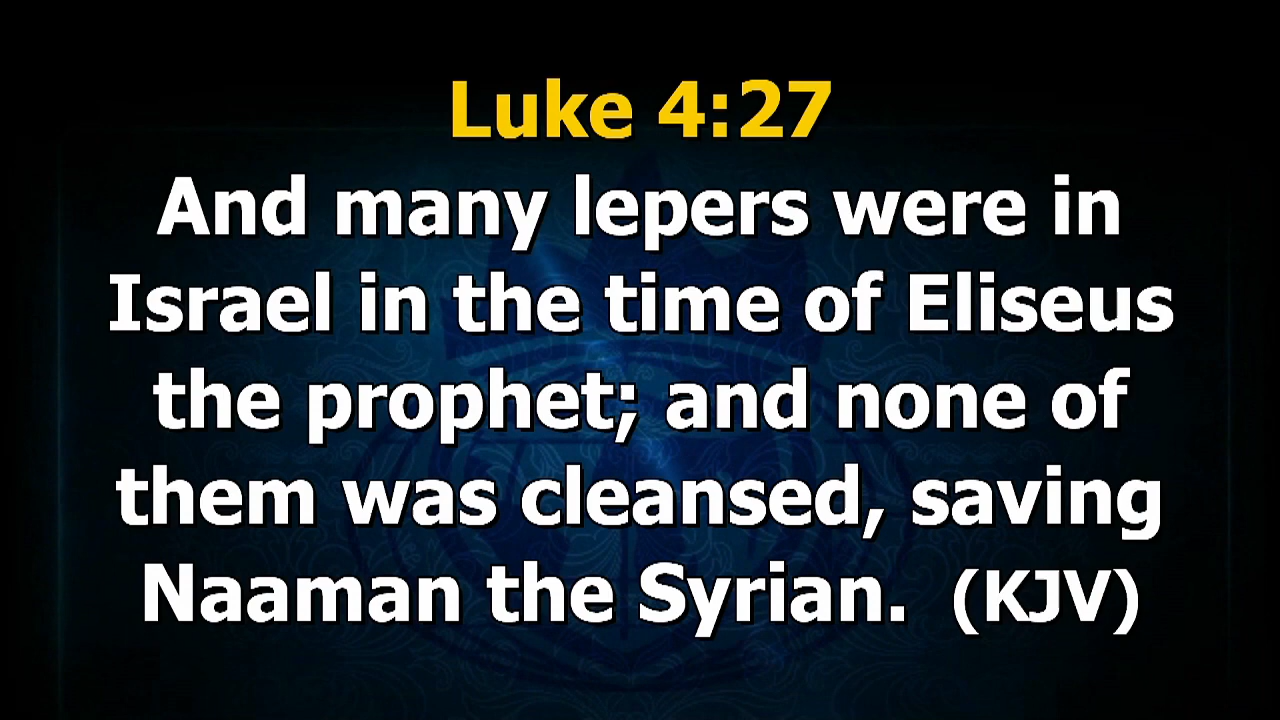 Luke 4:27
And many lepers were in
Israel in the time of Eliseus
the prophet; and none of
them was cleansed, saving
Naaman the Syrian.  (KJV)